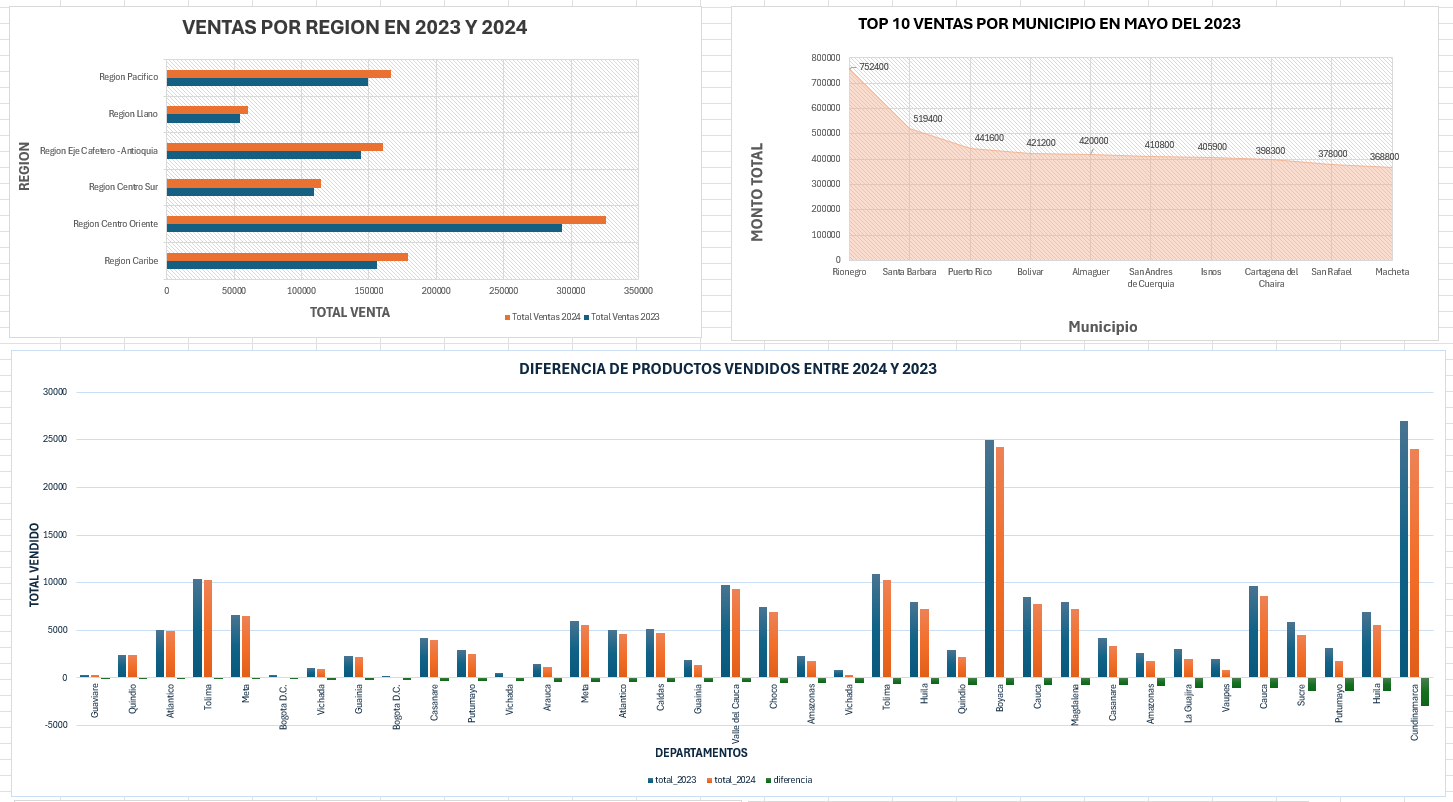 VENTAS POR REGION EN 2023 Y 2024
REGION
Region Pacifico
Region Llano
Region Eje Cafetero - Antioquia
Region Centro Sur
Region Centro Oriente
Region Caribe
0 50000 100000 150000 200000 250000 300000 350000
TOTAL VENTA
Total Ventas 2024 Total Ventas 2023
TOP 10 VENTAS POR MUNICIPIO EN MAYO DEL 2023
MONTO TOTAL
800000
700000
600000
500000
400000
300000
200000
100000
0
752400
519400
441600
421200
420000
410800
405900
398300
378000
368800
Rionegro Santa Barbara Puerto Rico Bolivar Almaguer San Andres de Cuerquia Isnos Cartagena del Chaira San Rafael Macheta
Municipio
DIFERENCIA DE PRODUCTOS VENDIDOS ENTRE 2024 Y 2023
TOTAL VENDIDO
30000
25000
20000
15000
10000
5000
0
-5000
Guaviare
Quindio
Atlantico
Tolima
Meta
Bogota D.C.
Vichada
Guainia
Bogota D.C.
Casanare
Putumayo
Vichada
Arauca
Meta
Atlantico
Caldas
Guainia
Valle del Cauca
Choco
Amazonas
Vichada
Tolima
Huila
Quindio
Boyaca
Cauca
Magdalena
Casanare
Amazonas
La Guajira
Vaupes
Cauca
Sucre
Putumayo
Huila
Cundinamarca
DEPARTAMENTOS
total_2023 total_2024 diferencia